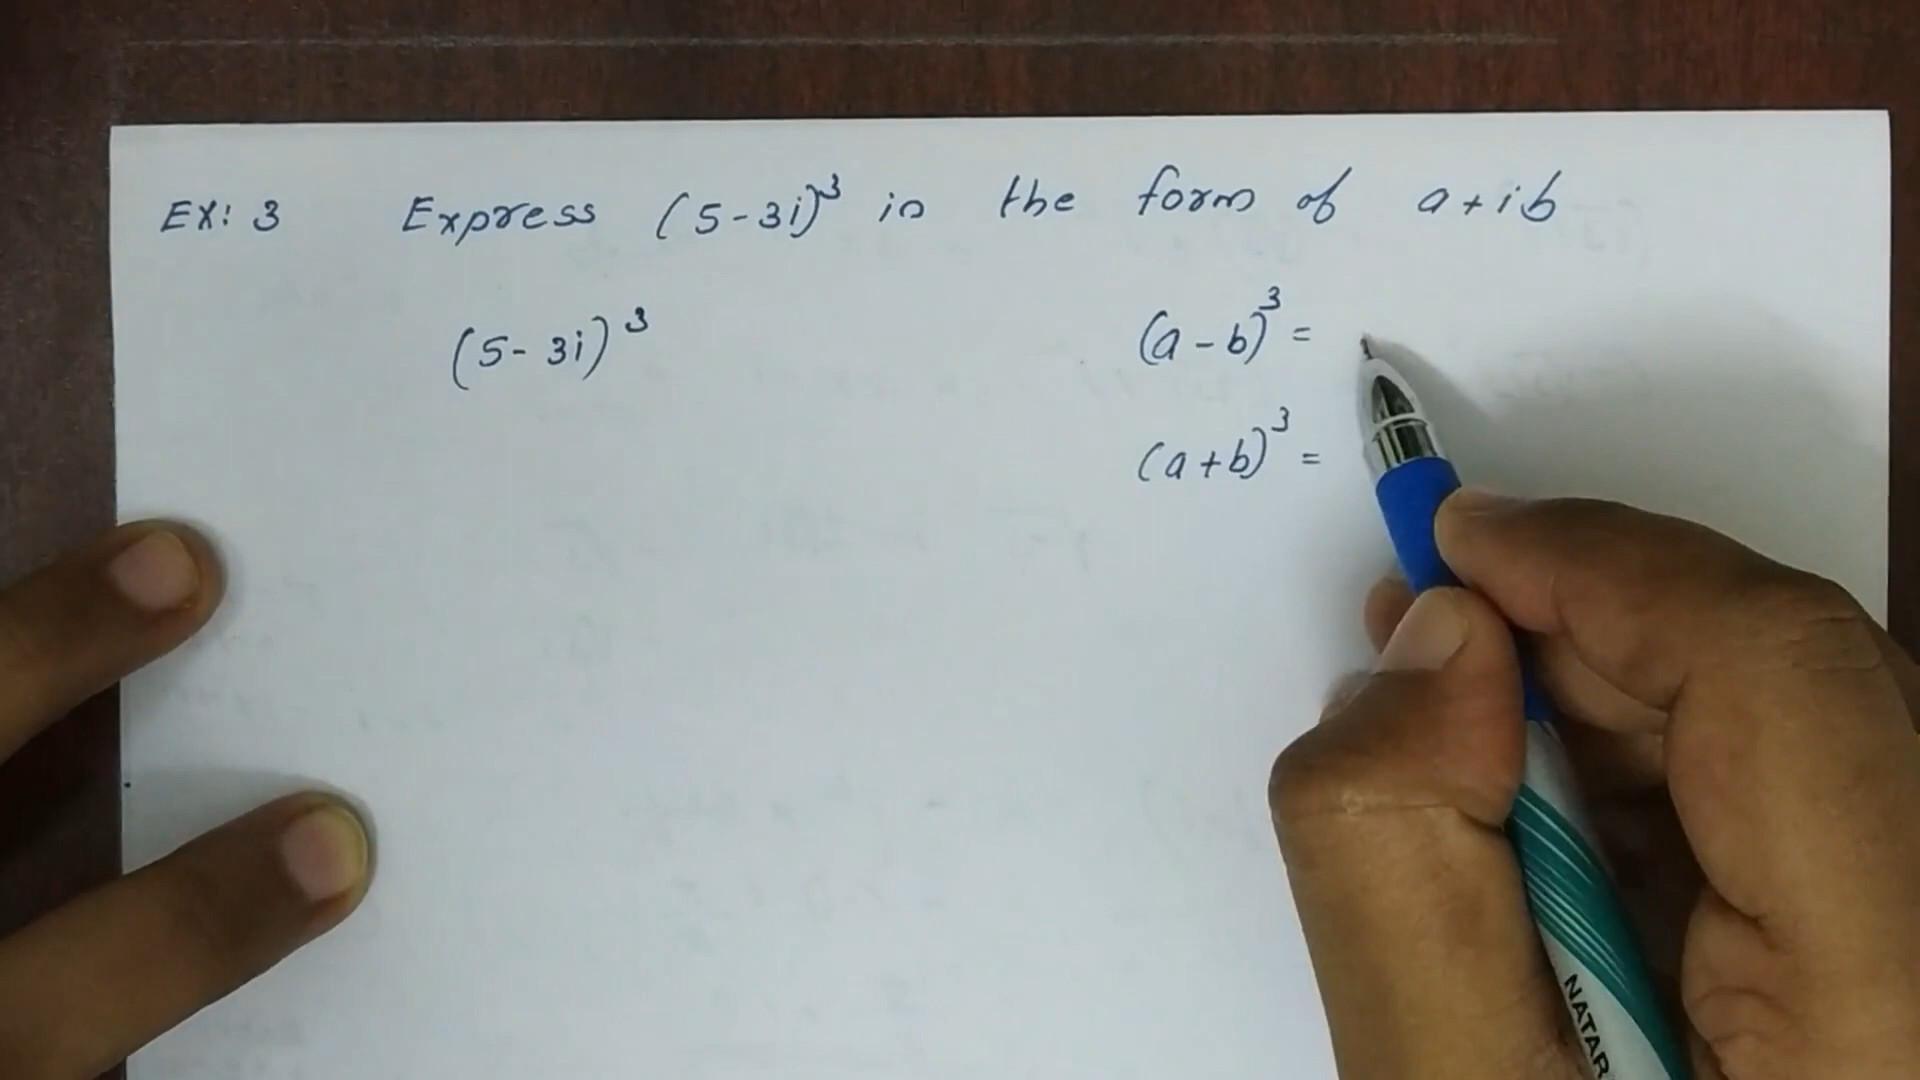 EX: 3 Express (5-3i)³ in the form of a+ib
(5-3i)³ (a-b)³ =
(a+b)³ =
NATAR